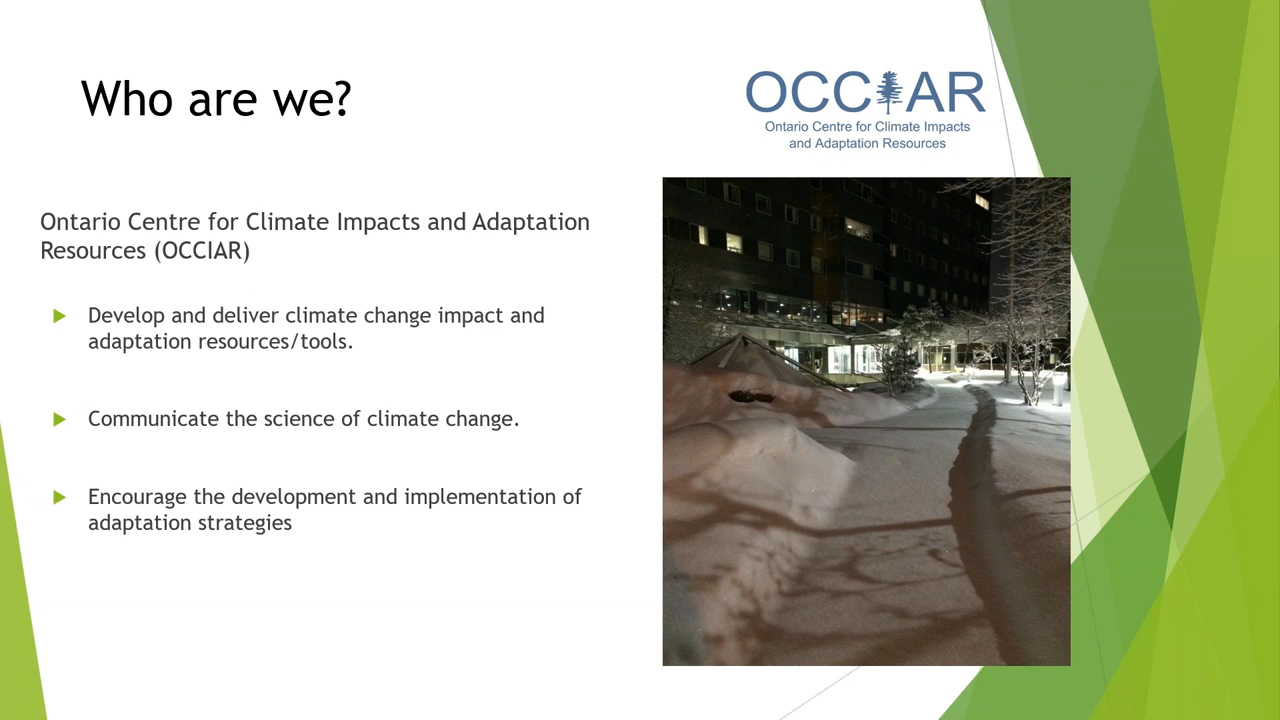 Who are we?
OCCIAR
Ontario Centre for Climate Impacts
and Adaptation Resources
Ontario Centre for Climate Impacts and Adaptation
Resources (OCCIAR)
Develop and deliver climate change impact and
adaptation resources/tools.
Communicate the science of climate change.
Encourage the development and implementation of
adaptation strategies